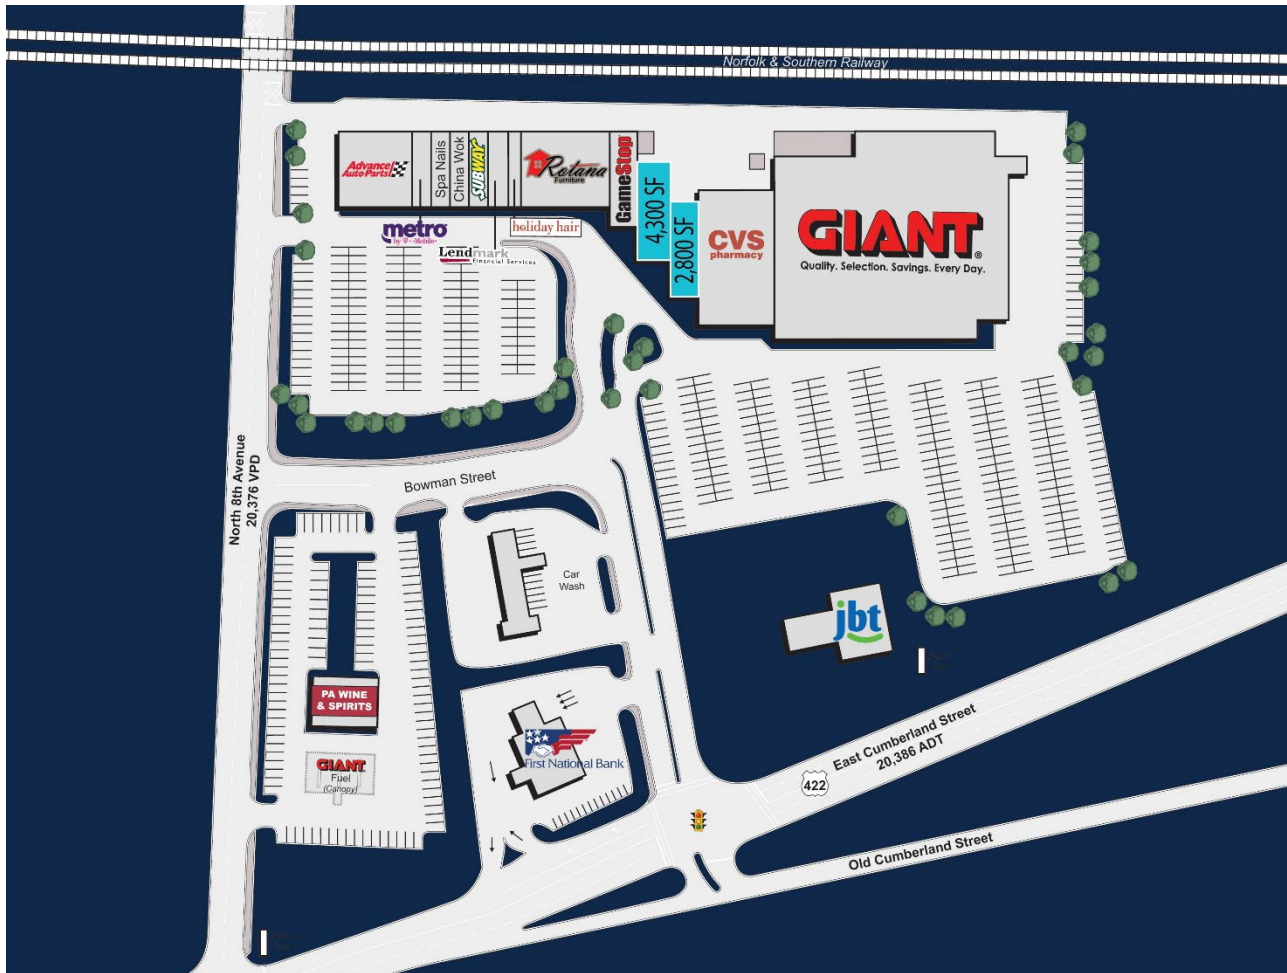 Norfolk & Southern Railway
Advance
Auto Parts
Spa Nails
China Wok
SUBWAY
Rotana
Furniture
GameStop
4,300 SF
2,800 SF
CVS
pharmacy
GIANT
Quality. Selection. Savings. Every Day.
metro
by T-Mobile
Lendmark
Financial Services
holiday hair
North 8th Avenue
20,376 VPD
Bowman Street
Car
Wash
jbt
PA WINE
& SPIRITS
GIANT
Fuel
(Canopy)
First National Bank
East Cumberland Street
20,386 ADT
422
Old Cumberland Street